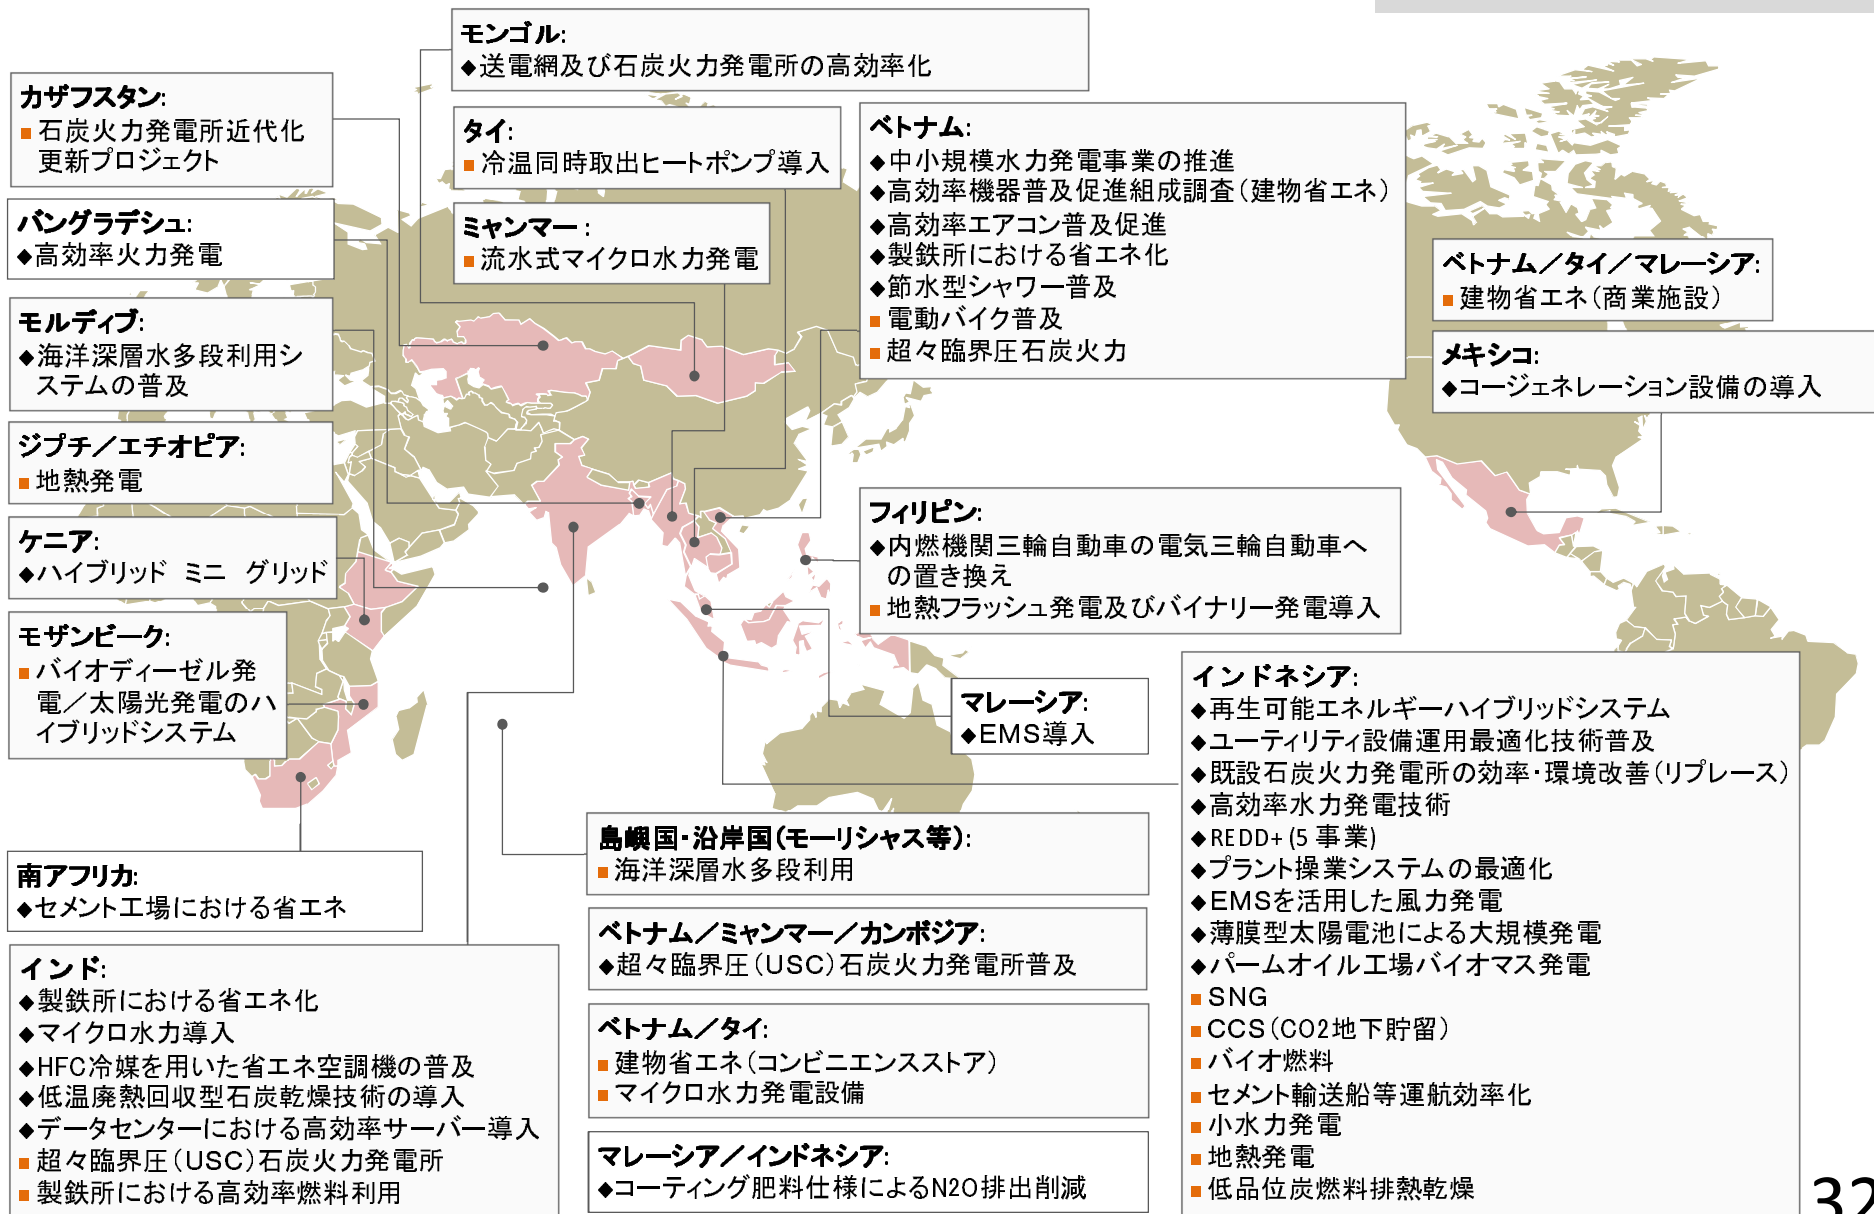 モンゴル:
◆送電網及び石炭火力発電所の高効率化
カザフスタン:
■石炭火力発電所近代化
更新プロジェクト
タイ:
■冷温同時取出ヒートポンプ導入
ベトナム:
◆中小規模水力発電事業の推進
◆高効率機器普及促進組成調査(建物省エネ)
◆高効率エアコン普及促進
◆製鉄所における省エネ化
◆節水型シャワー普及
■電動バイク普及
■超々臨界圧石炭火力
バングラデシュ:
◆高効率火力発電
ミャンマー:
■流水式マイクロ水力発電
ベトナム/タイ/マレーシア:
■建物省エネ(商業施設)
モルディブ:
◆海洋深層水多段利用シ
ステムの普及
メキシコ:
◆コージェネレーション設備の導入
ジプチ/エチオピア:
■地熱発電
ケニア:
◆ハイブリッド ミニ グリッド
フィリピン:
◆内燃機関三輪自動車の電気三輪自動車へ
の置き換え
■地熱フラッシュ発電及びバイナリー発電導入
モザンビーク:
■バイオディーゼル発
電/太陽光発電のハ
イブリッドシステム
マレーシア:
◆EMS導入
インドネシア:
◆再生可能エネルギーハイブリッドシステム
◆ユーティリティ設備運用最適化技術普及
◆既設石炭火力発電所の効率・環境改善(リプレース)
◆高効率水力発電技術
◆REDD+(5 事業)
◆プラント操業システムの最適化
◆EMSを活用した風力発電
◆薄膜型太陽電池による大規模発電
◆パームオイル工場バイオマス発電
■SNG
■CCS(CO2地下貯留)
■バイオ燃料
■セメント輸送船等運航効率化
■小水力発電
■地熱発電
■低品位炭燃料排熱乾燥
島嶼国・沿岸国(モーリシャス等):
■海洋深層水多段利用
南アフリカ:
◆セメント工場における省エネ
ベトナム/ミャンマー/カンボジア:
◆超々臨界圧(USC)石炭火力発電所普及
インド:
◆製鉄所における省エネ化
◆マイクロ水力導入
◆HFC冷媒を用いた省エネ空調機の普及
◆低温廃熱回収型石炭乾燥技術の導入
◆データセンターにおける高効率サーバー導入
■超々臨界圧(USC)石炭火力発電所
■製鉄所における高効率燃料利用
ベトナム/タイ:
■建物省エネ(コンビニエンスストア)
■マイクロ水力発電設備
マレーシア/インドネシア:
◆コーティング肥料仕様によるN2O排出削減
32